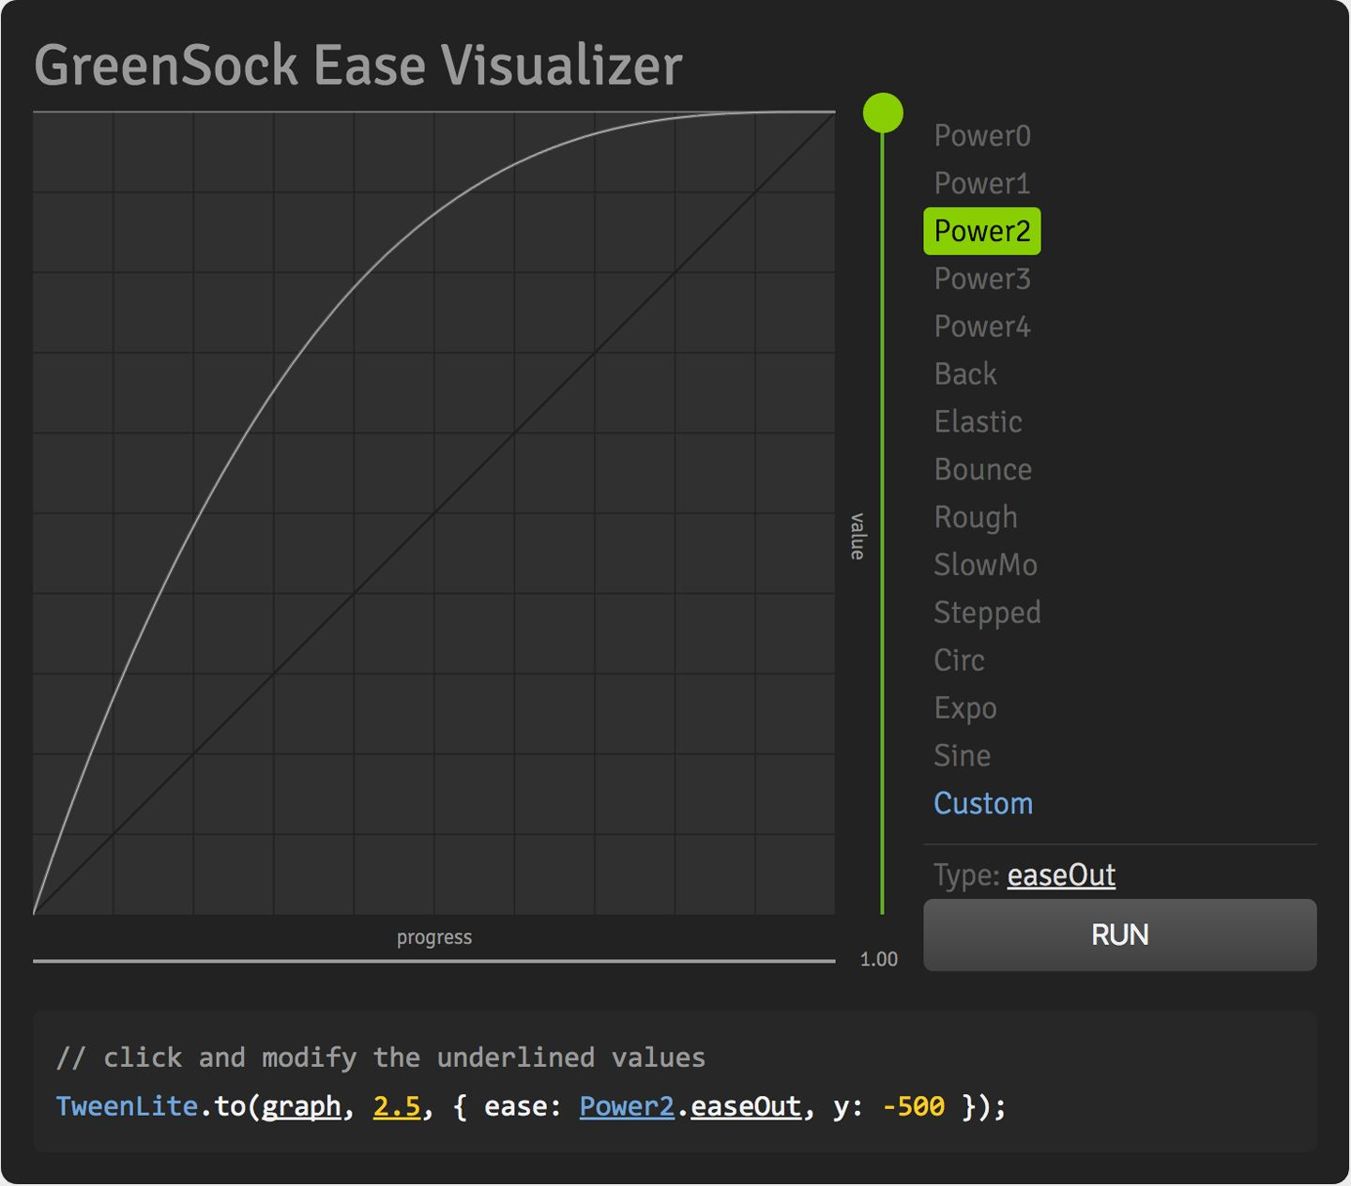 GreenSock Ease Visualizer
Power0
Power1
Power2
Power3
Power4
Back
Elastic
Bounce
Rough
SlowMo
Stepped
Circ
Expo
Sine
Custom
value
Type: easeOut
RUN
progress
1.00
// click and modify the underlined values
TweenLite.to(graph, 2.5, { ease: Power2.easeOut, y: -500 });